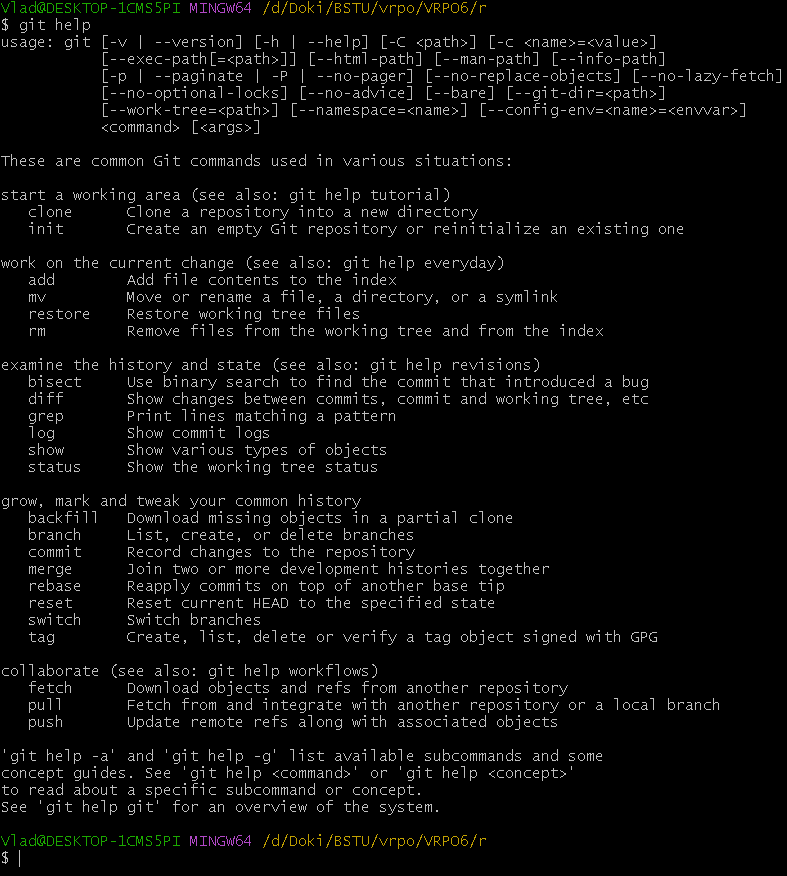 Vlad@DESKTOP-1CMS5PI MINGW64 /d/Doki/BSTU/vrpo/VRPO6/r
$ git help
usage: git [-v | --version] [-h | --help] [-C <path>] [-c <name>=<value>]
           [--exec-path[=<path>]] [--html-path] [--man-path] [--info-path]
           [-p | --paginate | -P | --no-pager] [--no-replace-objects] [--no-lazy-fetch]
           [--no-optional-locks] [--no-advice] [--bare] [--git-dir=<path>]
           [--work-tree=<path>] [--namespace=<name>] [--config-env=<name>=<envvar>]
           <command> [<args>]

These are common Git commands used in various situations:

start a working area (see also: git help tutorial)
   clone      Clone a repository into a new directory
   init       Create an empty Git repository or reinitialize an existing one

work on the current change (see also: git help everyday)
   add        Add file contents to the index
   mv         Move or rename a file, a directory, or a symlink
   restore    Restore working tree files
   rm         Remove files from the working tree and from the index

examine the history and state (see also: git help revisions)
   bisect     Use binary search to find the commit that introduced a bug
   diff       Show changes between commits, commit and working tree, etc
   grep       Print lines matching a pattern
   log        Show commit logs
   show       Show various types of objects
   status     Show the working tree status

grow, mark and tweak your common history
   backfill   Download missing objects in a partial clone
   branch     List, create, or delete branches
   commit     Record changes to the repository
   merge      Join two or more development histories together
   rebase     Reapply commits on top of another base tip
   reset      Reset current HEAD to the specified state
   switch     Switch branches
   tag        Create, list, delete or verify a tag object signed with GPG

collaborate (see also: git help workflows)
   fetch      Download objects and refs from another repository
   pull       Fetch from and integrate with another repository or a local branch
   push       Update remote refs along with associated objects

'git help -a' and 'git help -g' list available subcommands and some
concept guides. See 'git help <command>' or 'git help <concept>'
to read about a specific subcommand or concept.
See 'git help git' for an overview of the system.

Vlad@DESKTOP-1CMS5PI MINGW64 /d/Doki/BSTU/vrpo/VRPO6/r
$